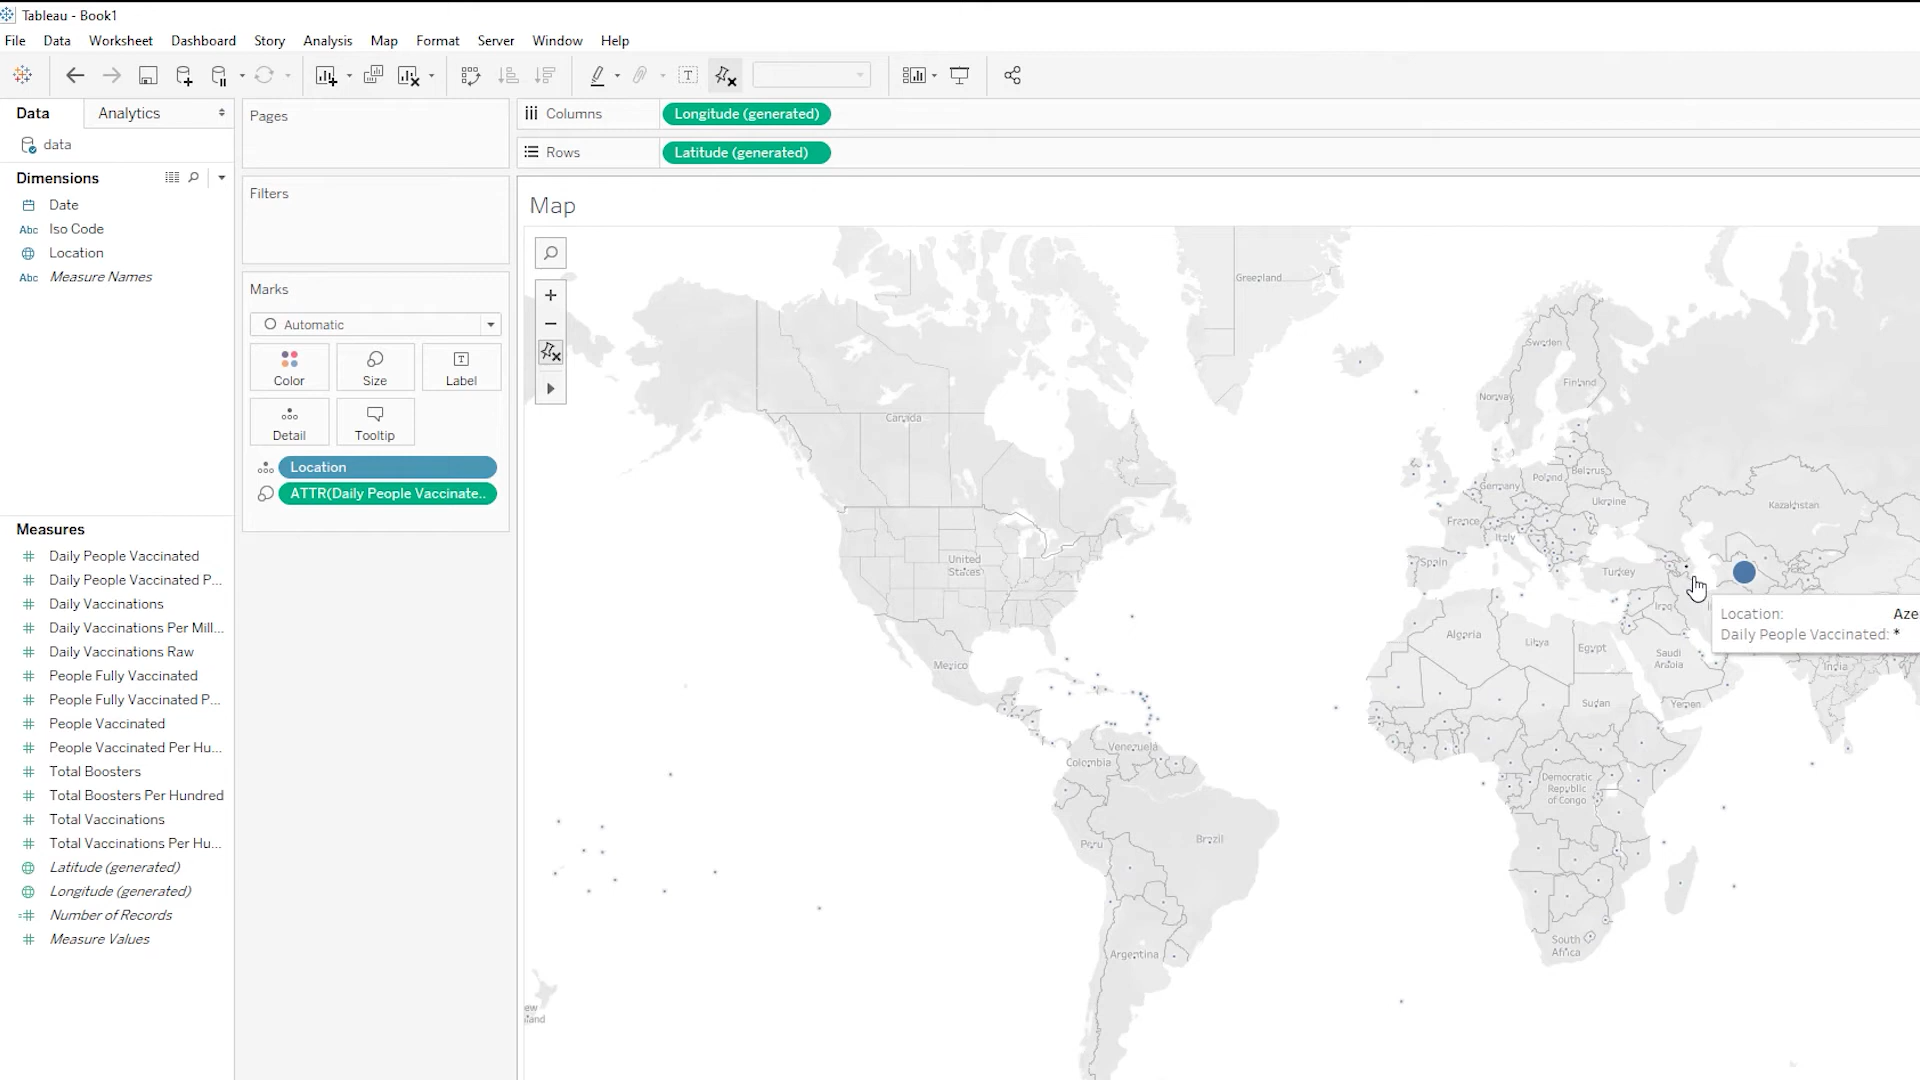 Tableau - Book1
File Data Worksheet Dashboard Story Analysis Map Format Server Window Help
Data Analytics
data
Dimensions
Date
Abc Iso Code
Location
Abc Measure Names
Measures
Daily People Vaccinated
Daily People Vaccinated P...
Daily Vaccinations
Daily Vaccinations Per Mill...
Daily Vaccinations Raw
People Fully Vaccinated
People Fully Vaccinated P...
People Vaccinated
People Vaccinated Per Hu...
Total Boosters
Total Boosters Per Hundred
Total Vaccinations
Total Vaccinations Per Hu...
Latitude (generated)
Longitude (generated)
Number of Records
Measure Values
Pages
Filters
Marks
Automatic
Color Size Label
Detail Tooltip
Location
ATTR(Daily People Vaccinate..
Columns Longitude (generated)
Rows Latitude (generated)
Map
Greenland
Sweden
Finland
Norway
Canada
Belarus
Poland
Germany
Ukraine
Kazakhstan
France
Italy
Spain
Turkey
United
States
Iraq
Location: Aze
Daily People Vaccinated: *
Algeria
Libya
Egypt
Saudi
Arabia
Mexico
India
Sudan
Yemen
Venezuela
Colombia
Democratic
Republic
of Congo
Brazil
Peru
South
Africa
Argentina
ew
land